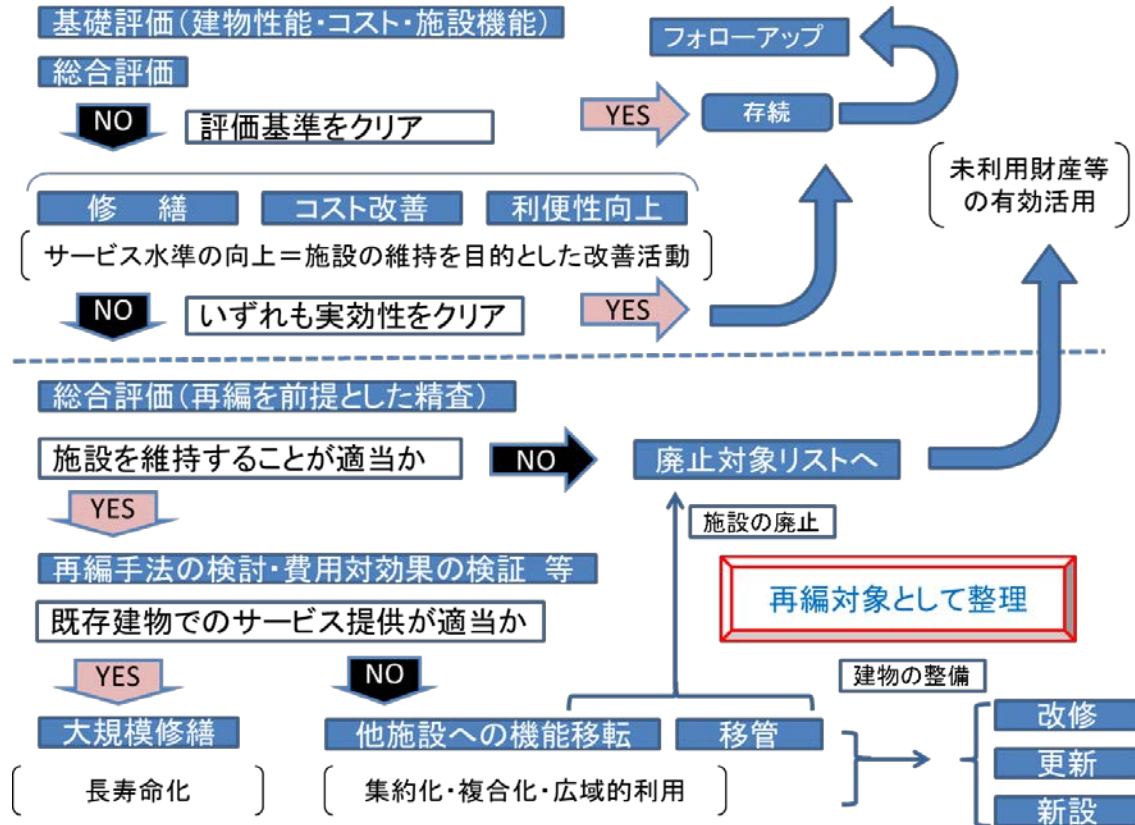 基礎評価(建物性能・コスト・施設機能)
フォローアップ
総合評価
NO
評価基準をクリア
YES
存続
未利用財産等
の有効活用
修　繕
コスト改善
利便性向上
サービス水準の向上＝施設の維持を目的とした改善活動
NO
いずれも実効性をクリア
YES
総合評価(再編を前提とした精査)
施設を維持することが適当か
NO
廃止対象リストへ
YES
施設の廃止
再編手法の検討・費用対効果の検証 等
再編対象として整理
既存建物でのサービス提供が適当か
YES
NO
建物の整備
大規模修繕
他施設への機能移転
移管
改修
長寿命化
集約化・複合化・広域的利用
更新
新設